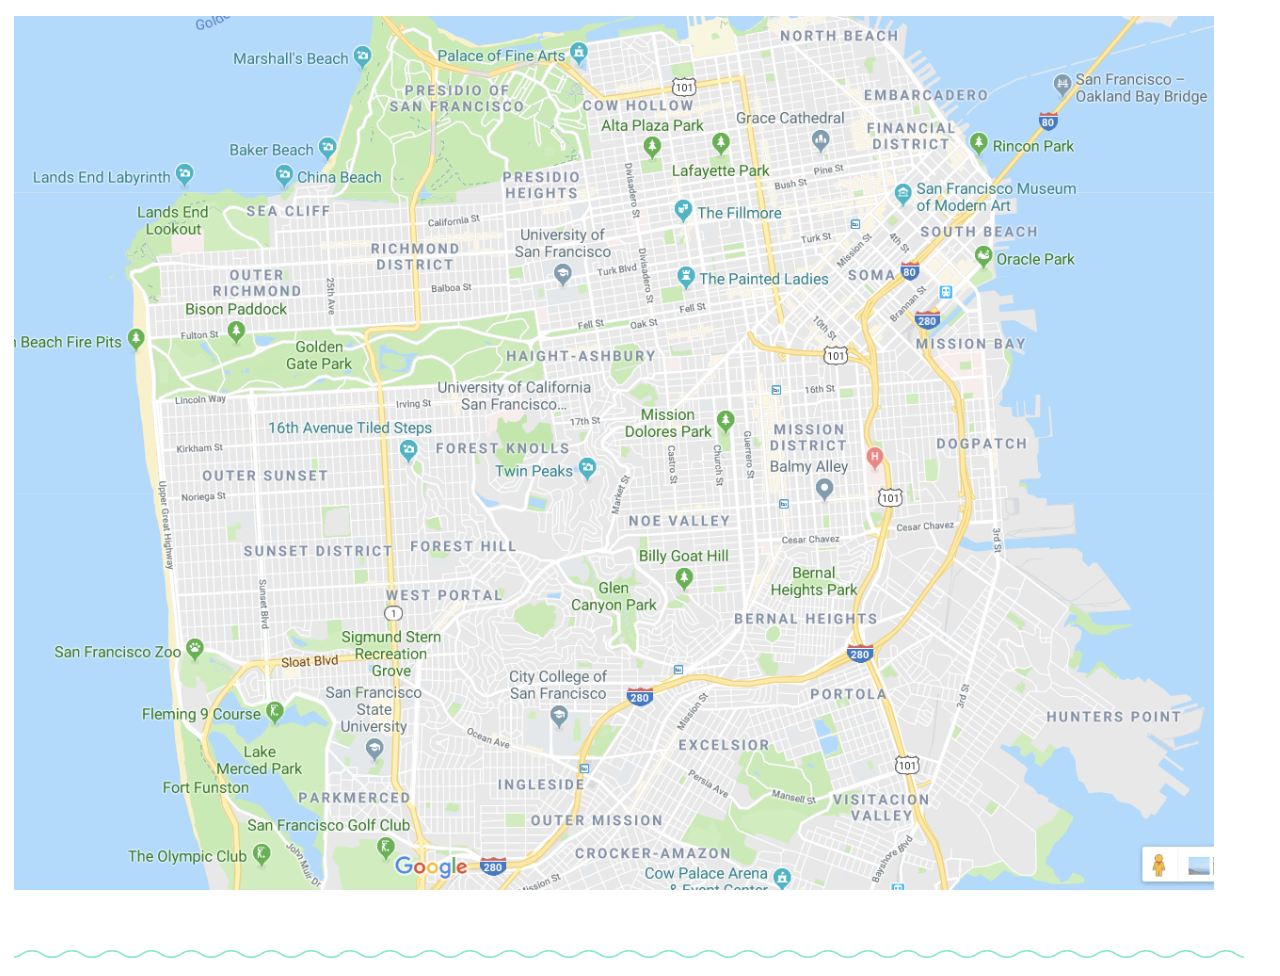 Golde
NORTH BEACH
Marshall's Beach
Palace of Fine Arts
San Francisco –
Oakland Bay Bridge
PRESIDIO OF
SAN FRANCISCO
101
COW HOLLOW
EMBARCADERO
80
Alta Plaza Park
Grace Cathedral
FINANCIAL
DISTRICT
Rincon Park
Baker Beach
Lafayette Park
Pine St
Bush St
Lands End Labyrinth
China Beach
PRESIDIO
HEIGHTS
Divisadero St
San Francisco Museum
of Modern Art
Lands End
Lookout
SEA CLIFF
California St
The Fillmore
University of
San Francisco
Turk St
Mission St
4th St
SOUTH BEACH
RICHMOND
DISTRICT
Oracle Park
OUTER
RICHMOND
25th Ave
Turk Blvd
Divisadero St
The Painted Ladies
SOMA
80
Balboa St
Brannan St
Bison Paddock
Fell St
Fell St
Oak St
10th St
280
Fulton St
n Beach Fire Pits
Golden
Gate Park
HAIGHT-ASHBURY
101
MISSION BAY
University of California
San Francisco...
16th St
Lincoln Way
Irving St
Mission
Dolores Park
17th St
16th Avenue Tiled Steps
MISSION
DISTRICT
Guerrero St
DOGPATCH
Kirkham St
FOREST KNOLLS
Castro St
Church St
H
Balmy Alley
Twin Peaks
OUTER SUNSET
Market St
Noriega St
101
Upper Great Highway
NOE VALLEY
Cesar Chavez
Cesar Chavez
3rd St
SUNSET DISTRICT
FOREST HILL
Billy Goat Hill
Sunset Blvd
Glen
Canyon Park
Bernal
Heights Park
WEST PORTAL
1
BERNAL HEIGHTS
Sigmund Stern
Recreation
Grove
San Francisco Zoo
Sloat Blvd
280
City College of
San Francisco
280
San Francisco
State
University
Mission St
PORTOLA
3rd St
Fleming 9 Course
HUNTERS POINT
Ocean Ave
EXCELSIOR
Lake
Merced Park
101
Fort Funston
INGLESIDE
Persia Ave
Mansell St
PARKMERCED
VISITACION
VALLEY
OUTER MISSION
San Francisco Golf Club
The Olympic Club
John Muir Dr
Google
280
CROCKER-AMAZON
Bayshore Blvd
Mission St
Cow Palace Arena
& Event Center